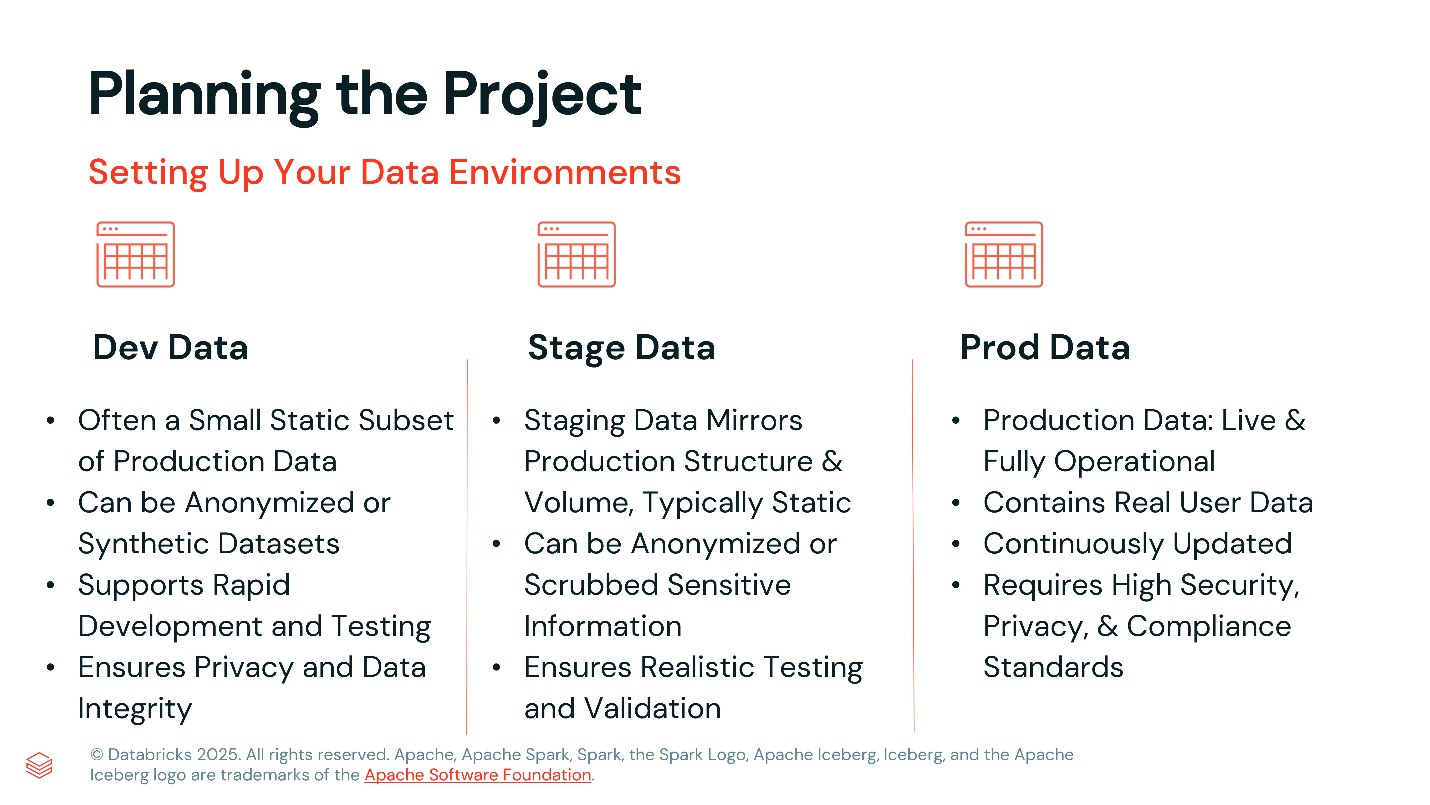 Planning the Project
Setting Up Your Data Environments
Dev Data
• Often a Small Static Subset
of Production Data
• Can be Anonymized or
Synthetic Datasets
• Supports Rapid
Development and Testing
• Ensures Privacy and Data
Integrity
Stage Data
• Staging Data Mirrors
Production Structure &
Volume, Typically Static
• Can be Anonymized or
Scrubbed Sensitive
Information
• Ensures Realistic Testing
and Validation
Prod Data
• Production Data: Live &
Fully Operational
• Contains Real User Data
• Continuously Updated
• Requires High Security,
Privacy, & Compliance
Standards
© Databricks 2025. All rights reserved. Apache, Apache Spark, Spark, the Spark Logo, Apache Iceberg, Iceberg, and the Apache
Iceberg logo are trademarks of the Apache Software Foundation.